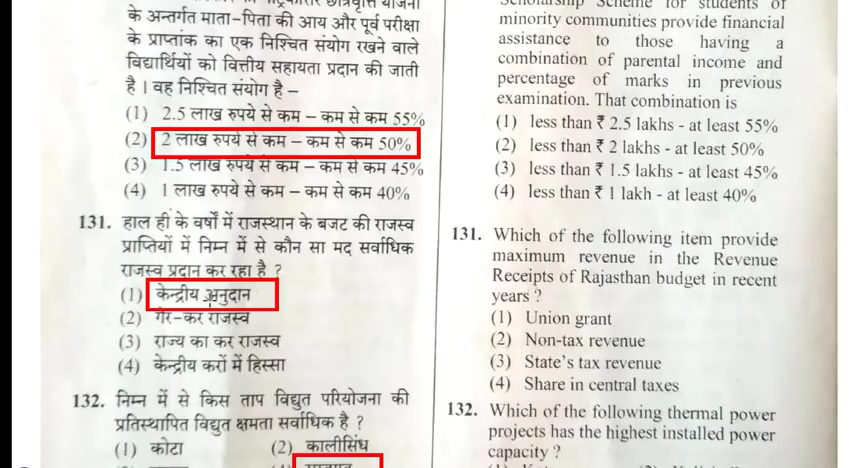 के अन्तर्गत माता-पिता की आय और पूर्व परीक्षा
के प्राप्तांक का एक निश्चित संयोग रखने वाले
विद्यार्थियों को वित्तीय सहायता प्रदान की जाती
है । वह निश्चित संयोग है –
(1) 2.5 लाख रुपये से कम – कम से कम 55%
(2) 2 लाख रुपये से कम – कम से कम 50%
(3) 1.5 लाख रुपये से कम – कम से कम 45%
(4) 1 लाख रुपये से कम – कम से कम 40%
131. हाल ही के वर्षों में राजस्थान के बजट की राजस्व
प्राप्तियों में निम्न में से कौन सा मद सर्वाधिक
राजस्व प्रदान कर रहा है ?
(1) केन्द्रीय अनुदान
(2) गैर-कर राजस्व
(3) राज्य का कर राजस्व
(4) केन्द्रीय करों में हिस्सा
132. निम्न में से किस ताप विद्युत परियोजना की
प्रतिस्थापित विद्युत क्षमता सर्वाधिक है ?
(1) कोटा (2) कालीसिंध
Scholarship Scheme for students of
minority communities provide financial
assistance to those having a
combination of parental income and
percentage of marks in previous
examination. That combination is
(1) less than ₹ 2.5 lakhs - at least 55%
(2) less than ₹ 2 lakhs - at least 50%
(3) less than ₹ 1.5 lakhs - at least 45%
(4) less than ₹ 1 lakh - at least 40%
131. Which of the following item provide
maximum revenue in the Revenue
Receipts of Rajasthan budget in recent
years ?
(1) Union grant
(2) Non-tax revenue
(3) State's tax revenue
(4) Share in central taxes
132. Which of the following thermal power
projects has the highest installed power
capacity ?